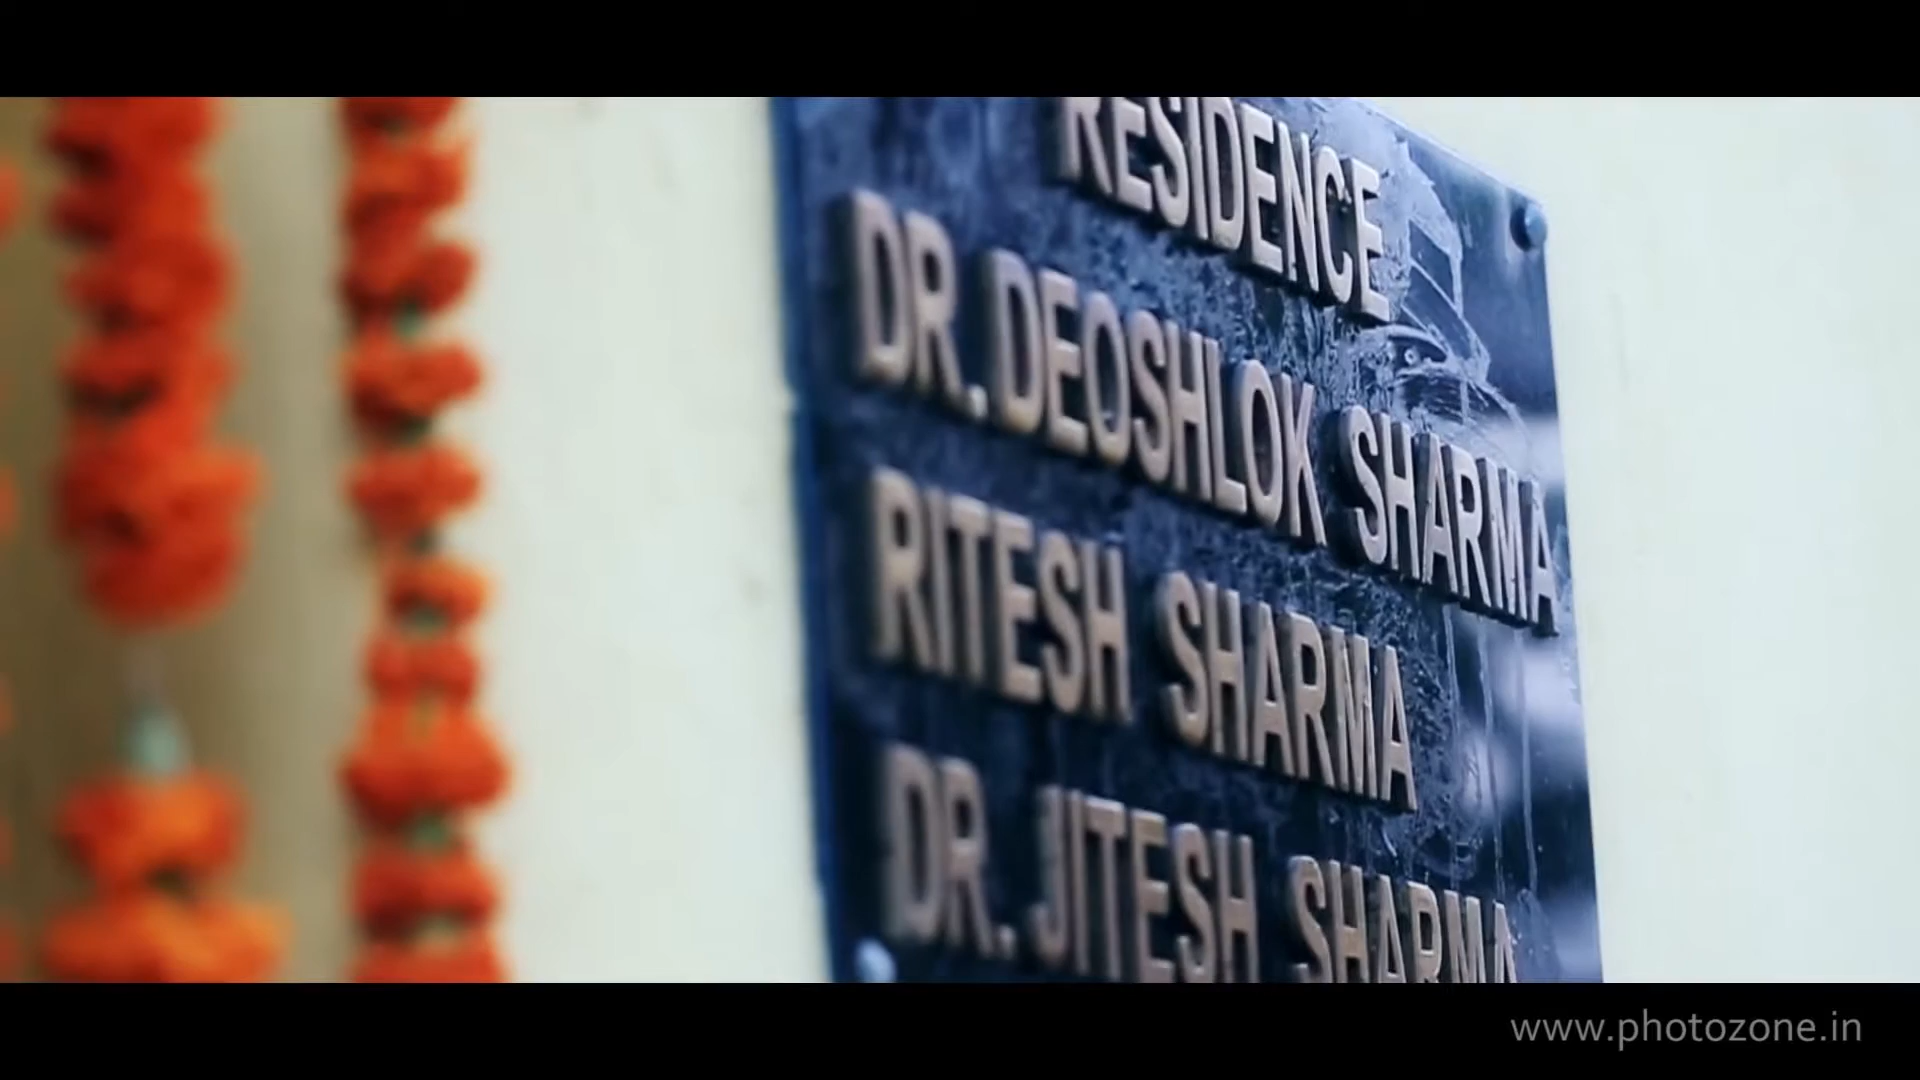 RESIDENCE
DR. DEOSHLOK SHARMA
RITESH SHARMA
DR. JITESH SHARMA
www.photozone.in